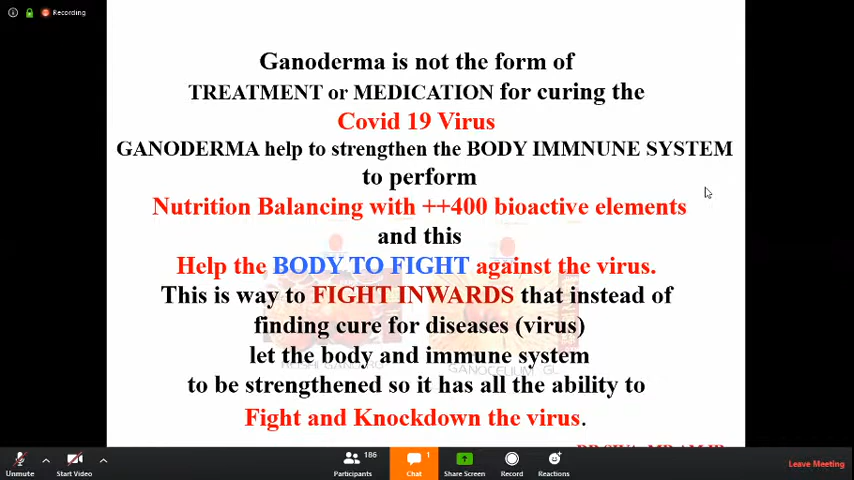 Recording
Ganoderma is not the form of
TREATMENT or MEDICATION for curing the
Covid 19 Virus
GANODERMA help to strengthen the BODY IMMNUNE SYSTEM
to perform
Nutrition Balancing with ++400 bioactive elements
and this
Help the BODY TO FIGHT against the virus.
This is way to FIGHT INWARDS that instead of
finding cure for diseases (virus)
let the body and immune system
to be strengthened so it has all the ability to
Fight and Knockdown the virus.
186
1
Unmute
Start Video
Participants
Chat
Share Screen
Record
Reactions
Leave Meeting